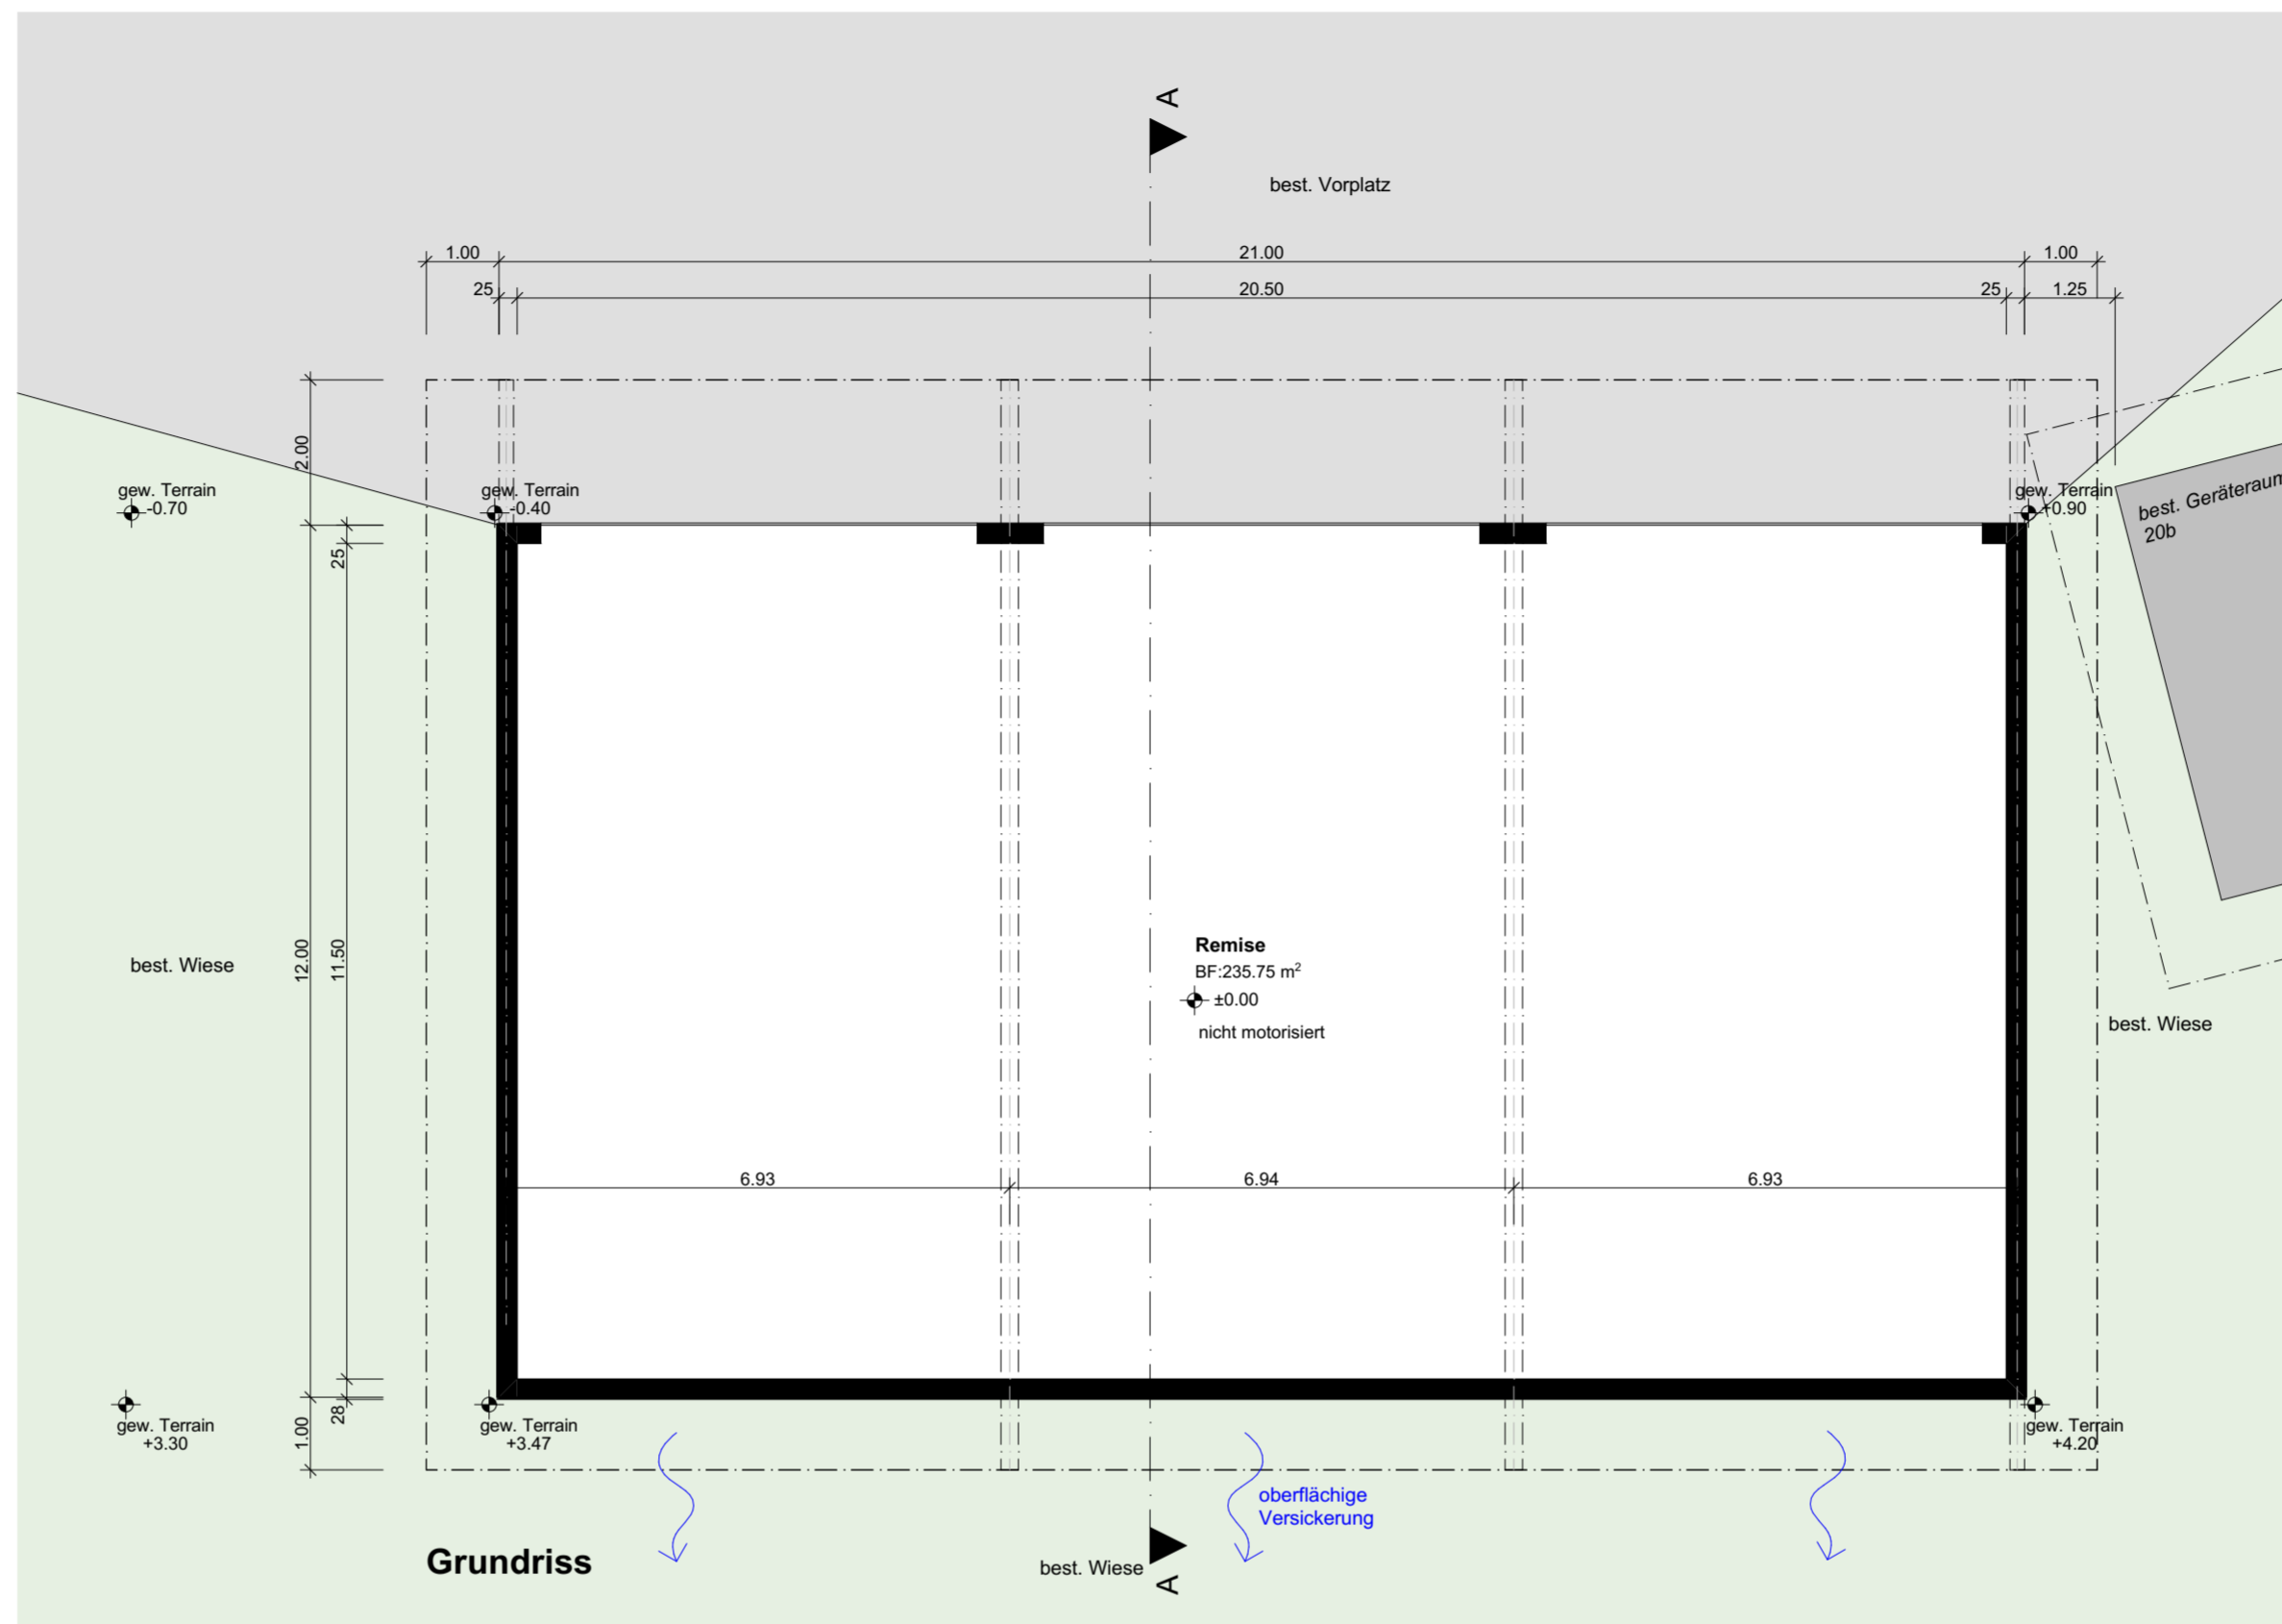 A
best. Vorplatz
1.00
21.00
1.00
25
20.50
25
1.25
2.00
gew. Terrain
-0.70
gew. Terrain
-0.40
gew. Terrain
+0.90
best. Geräteraum
20b
25
12.00
11.50
best. Wiese
Remise
BF:235.75 m²
±0.00
nicht motorisiert
best. Wiese
6.93
6.94
6.93
28
1.00
gew. Terrain
+3.30
gew. Terrain
+3.47
gew. Terrain
+4.20
oberflächige
Versickerung
Grundriss
best. Wiese
A